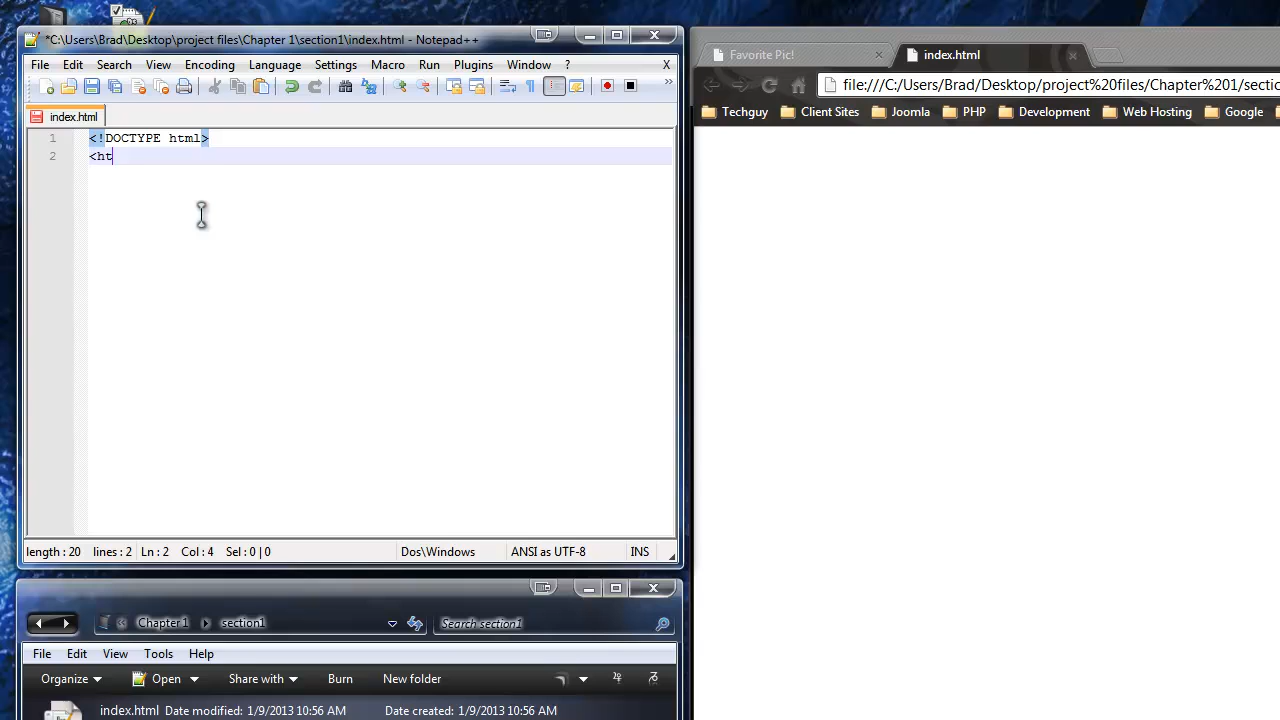 *C:\Users\Brad\Desktop\project files\Chapter 1\section1\index.html - Notepad++
File Edit Search View Encoding Language Settings Macro Run Plugins Window ? X
index.html
1 <!DOCTYPE html>
2 <ht
length : 20 lines : 2 Ln : 2 Col : 4 Sel : 0 | 0 Dos\Windows ANSI as UTF-8 INS
Chapter 1 section1 Search section1
File Edit View Tools Help
Organize Open Share with Burn New folder
index.html Date modified: 1/9/2013 10:56 AM Date created: 1/9/2013 10:56 AM
Favorite Pic! index.html
file:///C:/Users/Brad/Desktop/project%20files/Chapter%201/sectio
Techguy Client Sites Joomla PHP Development Web Hosting Google